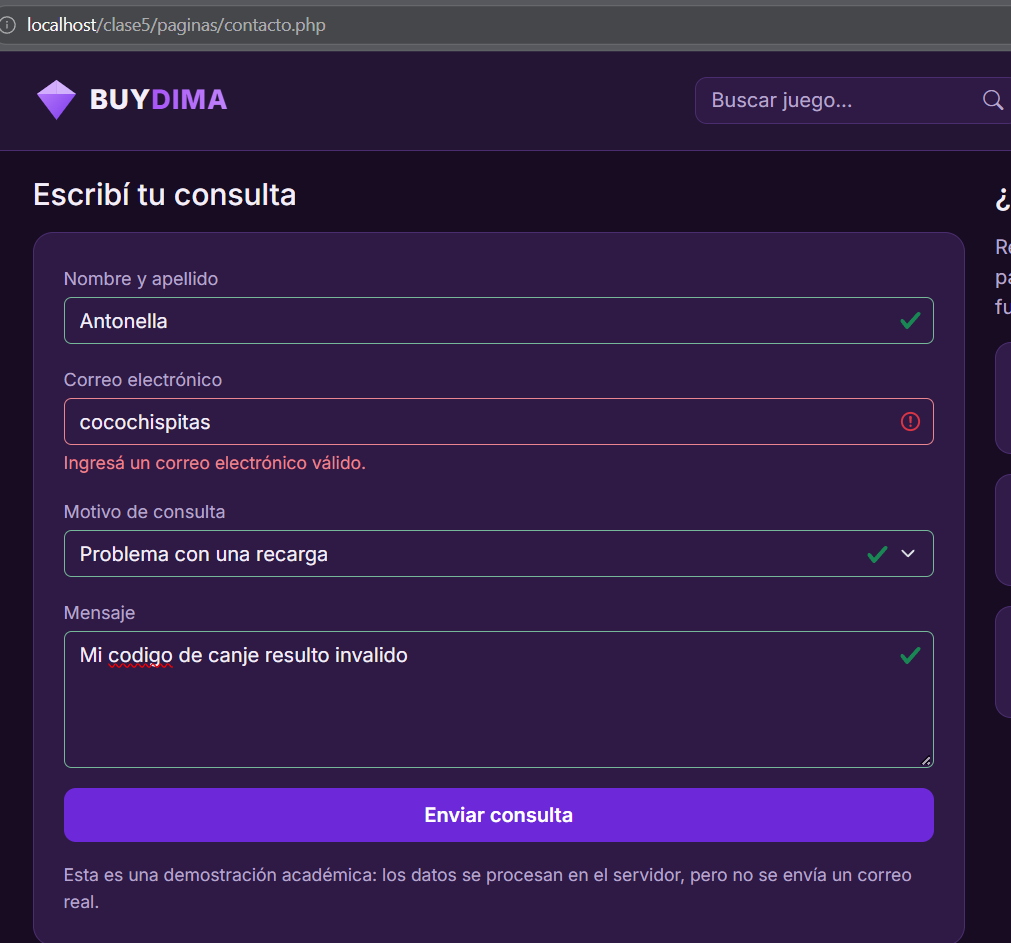 localhost/clase5/paginas/contacto.php
BUYDIMA
Buscar juego...
Escribí tu consulta
¿
Nombre y apellido
Antonella
Correo electrónico
cocochispitas
Ingresá un correo electrónico válido.
Motivo de consulta
Problema con una recarga
Mensaje
Mi codigo de canje resulto invalido
Enviar consulta
Esta es una demostración académica: los datos se procesan en el servidor, pero no se envía un correo
real.